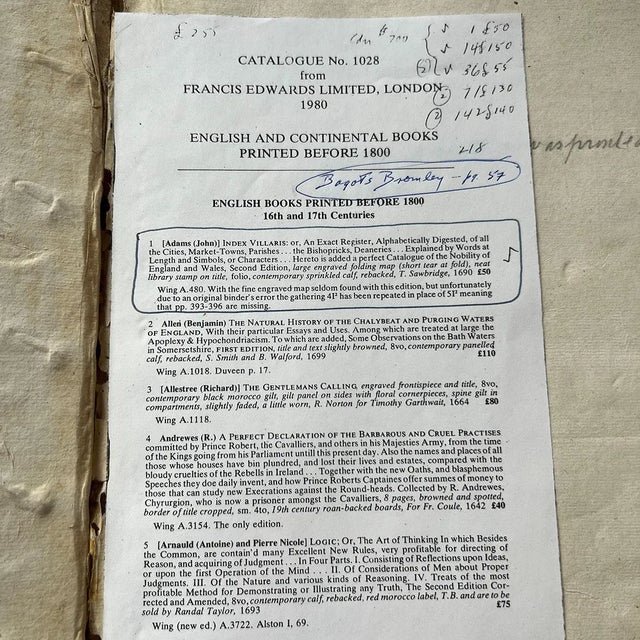 £ 255
1 £50
14 £150
36 £55
71 £130
142 £140
CATALOGUE No. 1028
from
FRANCIS EDWARDS LIMITED, LONDON
1980
ENGLISH AND CONTINENTAL BOOKS
PRINTED BEFORE 1800
218
Bagot's Bromley - pg. 57
ENGLISH BOOKS PRINTED BEFORE 1800
16th and 17th Centuries
1 [Adams (John)] INDEX VILLARIS: or, An Exact Register, Alphabetically Digested, of all
the Cities, Market-Towns, Parishes . . . the Bishopricks, Deaneries . . . Explained by Words at
Length and Simbols, or Characters . . . Hereto is added a perfect Catalogue of the Nobility of
England and Wales, Second Edition, large engraved folding map (short tear at fold), neat
library stamp on title, folio, contemporary sprinkled calf, rebacked, T. Sawbridge, 1690 £50
Wing A.480. With the fine engraved map seldom found with this edition, but unfortunately
due to an original binder's error the gathering 4I² has been repeated in place of 5I² meaning
that pp. 393-396 are missing.
2 Allen (Benjamin) THE NATURAL HISTORY OF THE CHALYBEAT AND PURGING WATERS
OF ENGLAND, With their particular Essays and Uses. Among which are treated at large the
Apoplexy & Hypochondriacism. To which are added, Some Observations on the Bath Waters
in Somersetshire, FIRST EDITION, title and text slightly browned, 8vo, contemporary panelled
calf, rebacked, S. Smith and B. Walford, 1699 £110
Wing A.1018. Duveen p. 17.
3 [Allestree (Richard)] THE GENTLEMANS CALLING, engraved frontispiece and title, 8vo,
contemporary black morocco gilt, gilt panel on sides with floral cornerpieces, spine gilt in
compartments, slightly faded, a little worn, R. Norton for Timothy Garthwait, 1664 £80
Wing A.1118.
4 Andrewes (R.) A PERFECT DECLARATION OF THE BARBAROUS AND CRUEL PRACTISES
committed by Prince Robert, the Cavalliers, and others in his Majesties Army, from the time
of the Kings going from his Parliament untill this present day. Also the names and places of all
those whose houses have bin plundred, and lost their lives and estates, compared with the
bloudy cruelties of the Rebells in Ireland . . . Together with the new Oaths, and blasphemous
Speeches they doe daily invent, and how Prince Roberts Captaines offer summes of money to
those that can study new Execrations against the Round-heads. Collected by R. Andrewes,
Chyrurgion, who is now a prisoner amongst the Cavalliers, 8 pages, browned and spotted,
border of title cropped, sm. 4to, 19th century roan-backed boards, For Fr. Coule, 1642 £40
Wing A.3154. The only edition.
5 [Arnauld (Antoine) and Pierre Nicole] LOGIC; Or, The Art of Thinking In which Besides
the Common, are contain'd many Excellent New Rules, very profitable for directing of
Reason, and acquiring of Judgment . . . In Four Parts. I. Consisting of Reflections upon Ideas,
or upon the first Operation of the Mind . . . II. Of Considerations of Men about Proper
Judgments. III. Of the Nature and various kinds of Reasoning. IV. Treats of the most
profitable Method for Demonstrating or Illustrating any Truth, The Second Edition Cor-
rected and Amended, 8vo, contemporary calf, rebacked, red morocco label, T.B. and are to be
sold by Randal Taylor, 1693 £75
Wing (new ed.) A.3722. Alston I, 69.